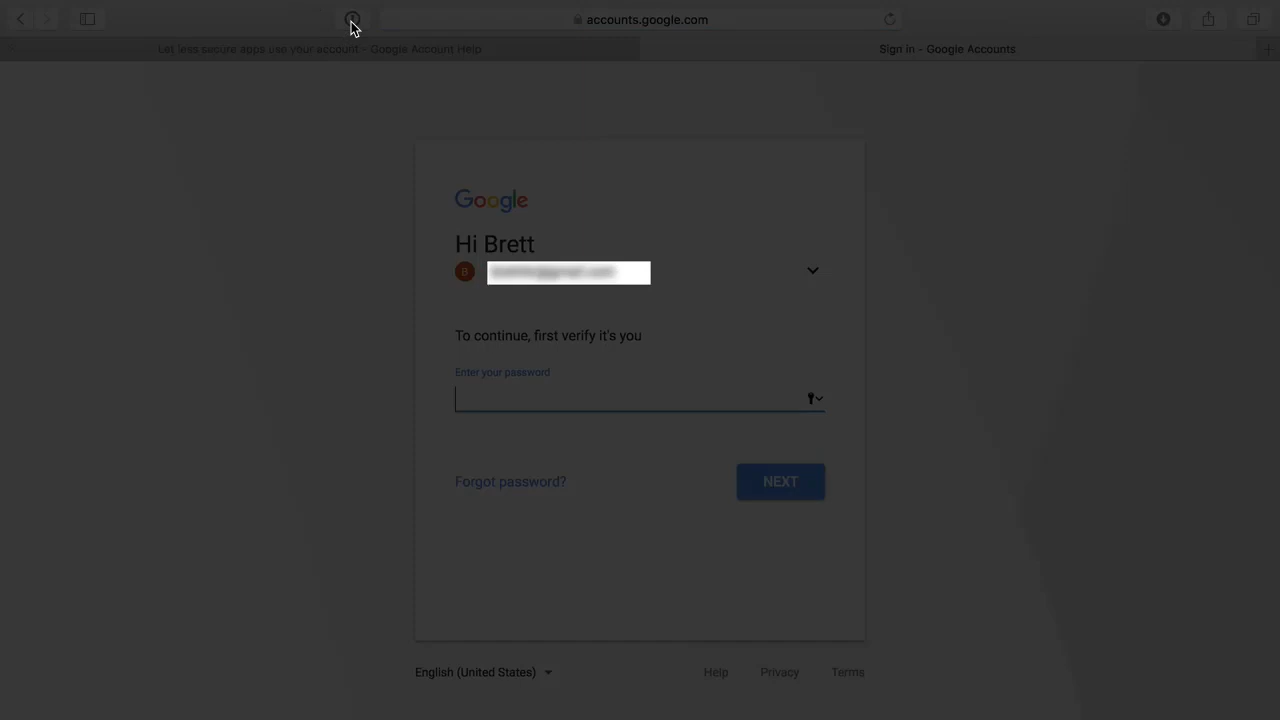 accounts.google.com
Let less secure apps use your account - Google Account Help
Sign in - Google Accounts
Google
Hi Brett
B
To continue, first verify it's you
Enter your password
Forgot password?
NEXT
English (United States)
Help
Privacy
Terms